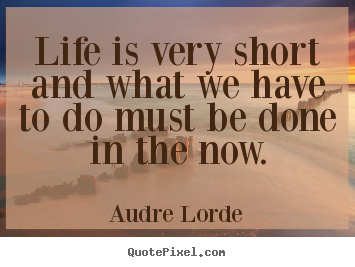 Life is very short
and what we have
to do must be done
in the now.
Audre Lorde
QuotePixel.com